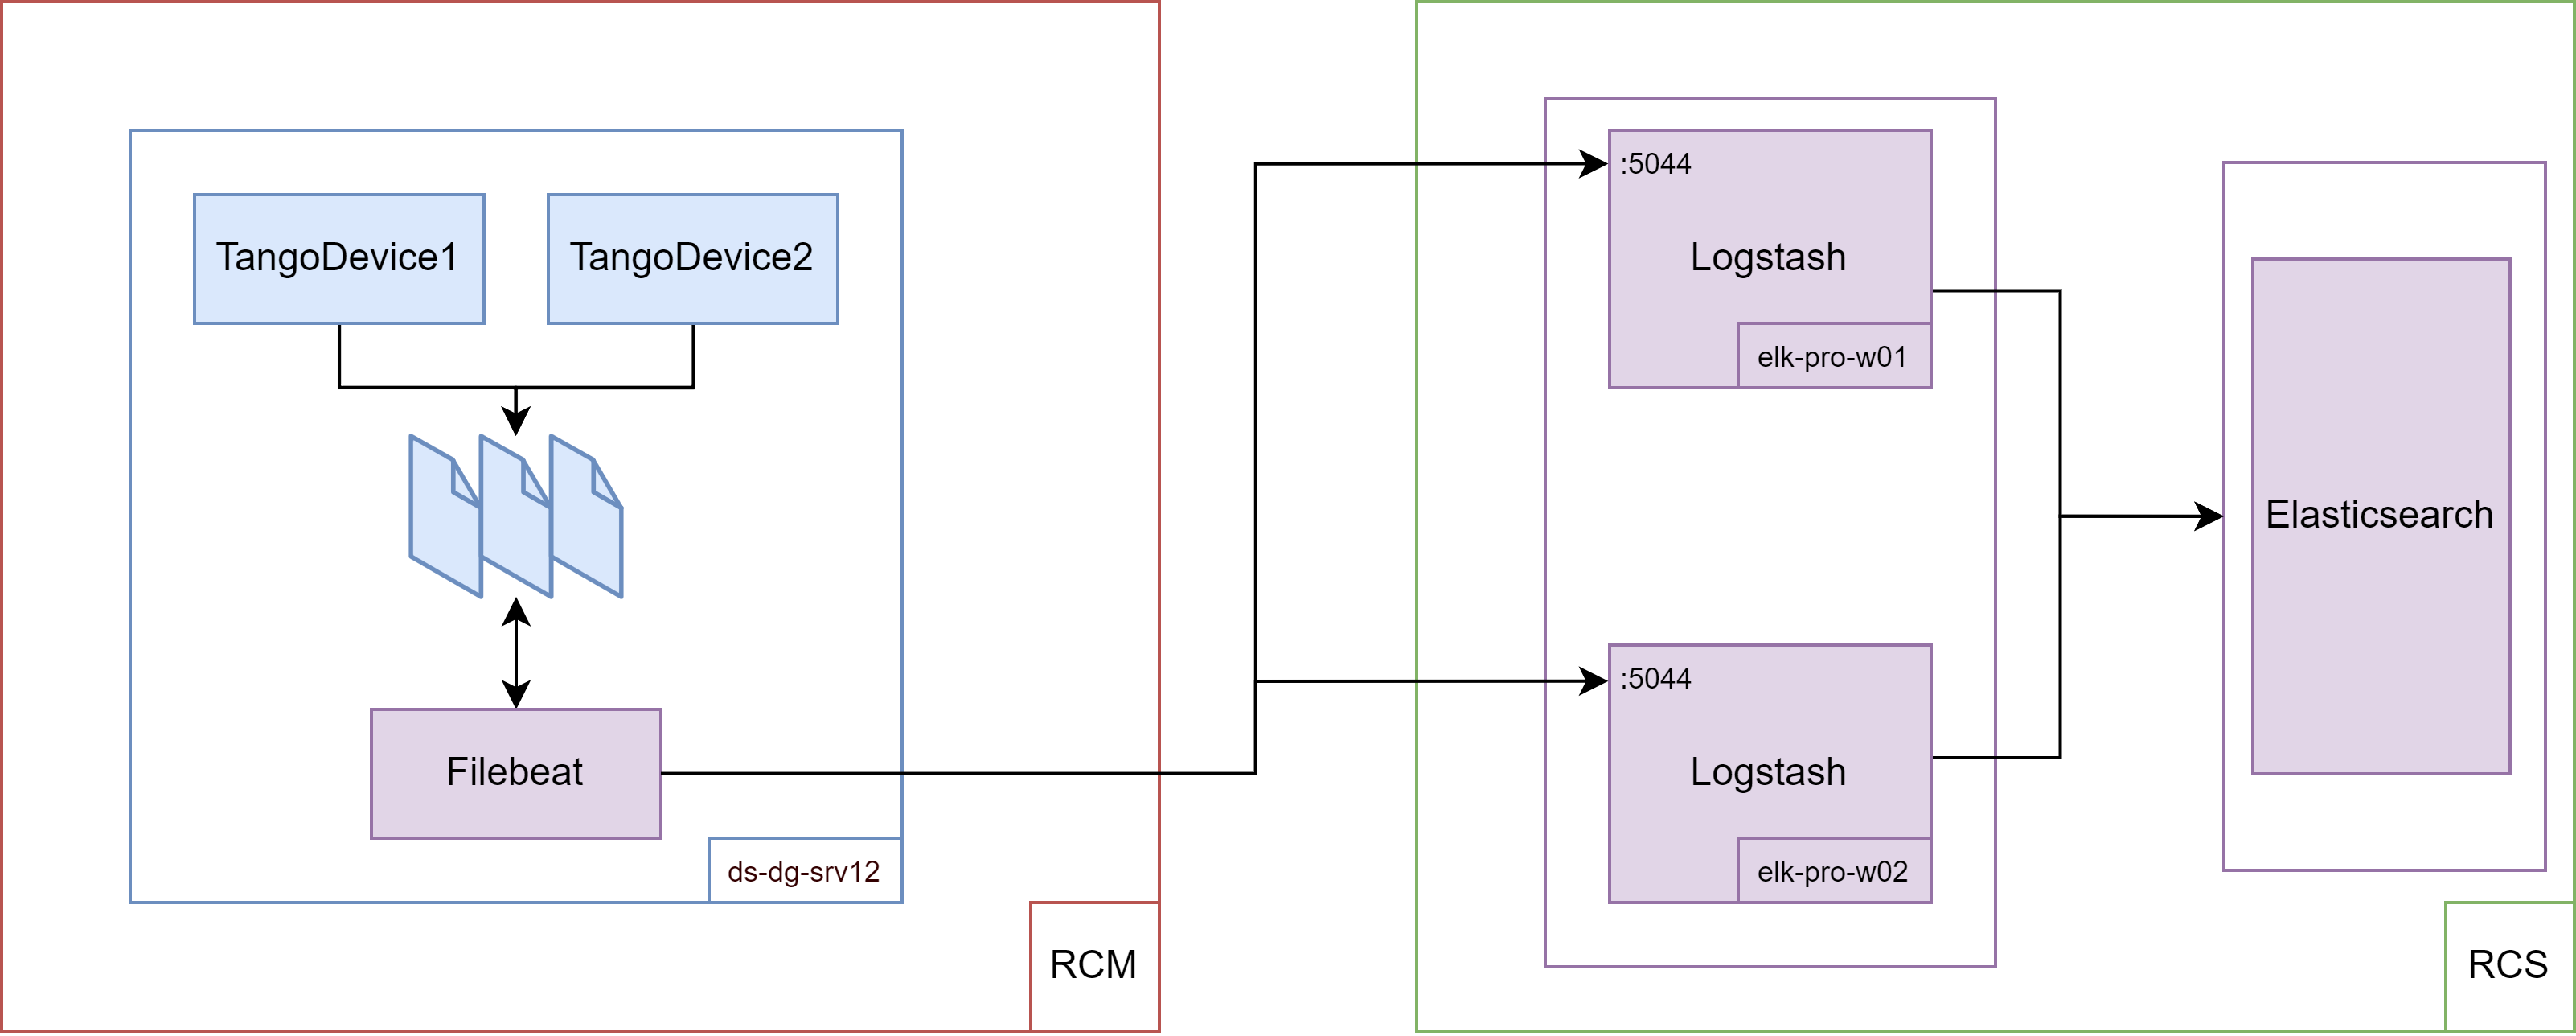 TangoDevice1
TangoDevice2
Filebeat
ds-dg-srv12
RCM
:5044
Logstash
elk-pro-w01
:5044
Logstash
elk-pro-w02
Elasticsearch
RCS